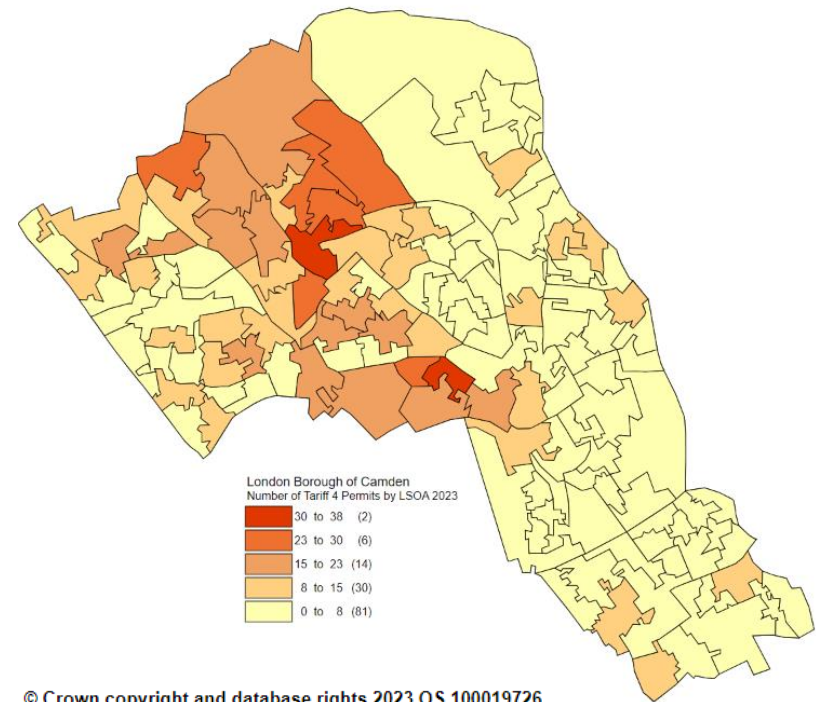 London Borough of Camden
Number of Tariff 4 Permits by LSOA 2023
30 to 38 (2)
23 to 30 (6)
15 to 23 (14)
8 to 15 (30)
0 to 8 (81)
© Crown copyright and database rights 2023 OS 100019726